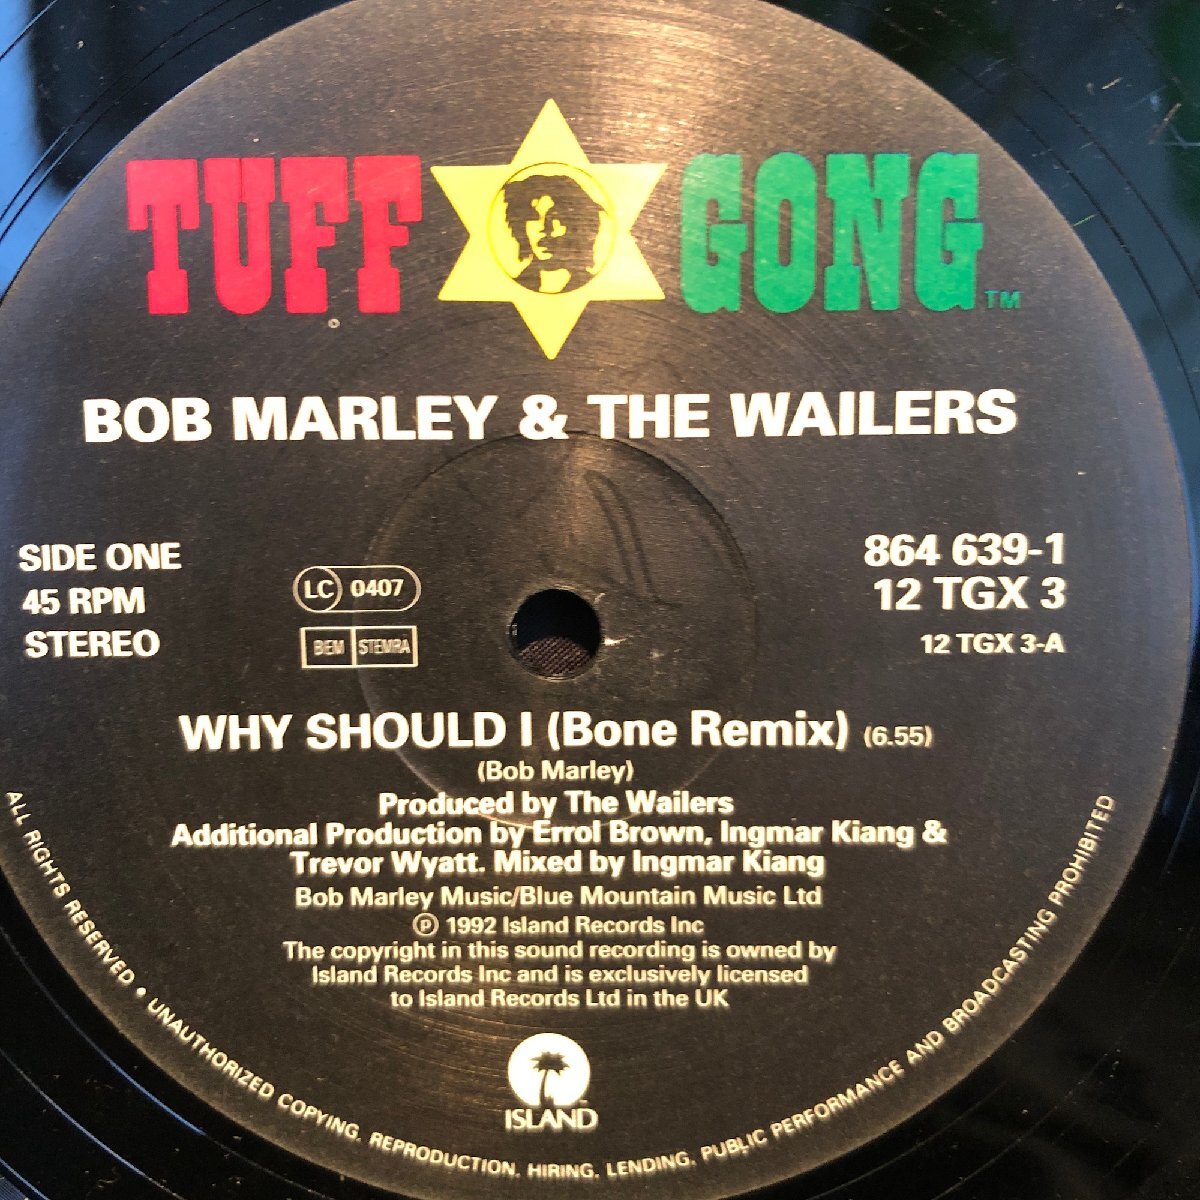 TUFF GONG TM
BOB MARLEY & THE WAILERS
SIDE ONE
45 RPM
STEREO
LC 0407
BEM STEMRA
864 639-1
12 TGX 3
12 TGX 3-A
WHY SHOULD I (Bone Remix) (6.55)
(Bob Marley)
Produced by The Wailers
Additional Production by Errol Brown, Ingmar Kiang &
Trevor Wyatt. Mixed by Ingmar Kiang
Bob Marley Music/Blue Mountain Music Ltd
℗ 1992 Island Records Inc
The copyright in this sound recording is owned by
Island Records Inc and is exclusively licensed
to Island Records Ltd in the UK
ISLAND
ALL RIGHTS RESERVED • UNAUTHORIZED COPYING, REPRODUCTION, HIRING, LENDING, PUBLIC PERFORMANCE AND BROADCASTING PROHIBITED